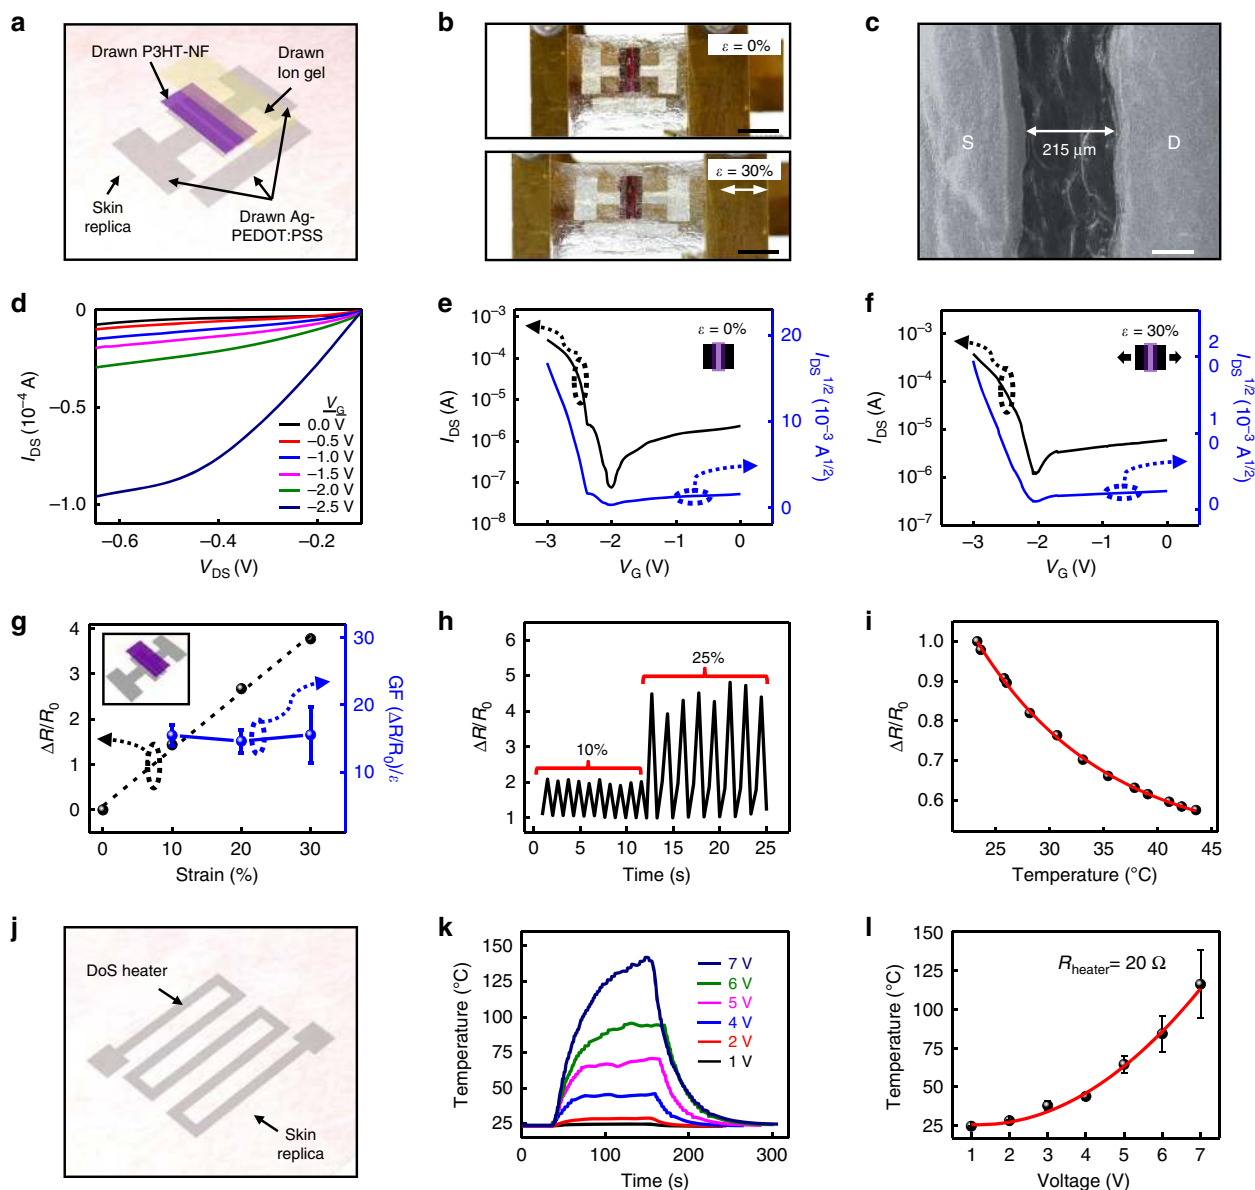 a
Drawn P3HT-NF
Drawn
Ion gel
Skin
replica
Drawn Ag-
PEDOT:PSS
b
ε = 0%
ε = 30%
c
S
215 μm
D
d
0
−0.5
−1.0
I_DS (10⁻⁴ A)
V_G
0.0 V
−0.5 V
−1.0 V
−1.5 V
−2.0 V
−2.5 V
−0.6
−0.4
−0.2
V_DS (V)
e
10⁻³
10⁻⁴
10⁻⁵
10⁻⁶
10⁻⁷
10⁻⁸
I_DS (A)
ε = 0%
20
10
0
I_DS^1/2 (10⁻³ A^1/2)
−3
−2
−1
0
V_G (V)
f
10⁻³
10⁻⁴
10⁻⁵
10⁻⁶
10⁻⁷
I_DS (A)
ε = 30%
2
0
1
0
0
I_DS^1/2 (10⁻³ A^1/2)
−3
−2
−1
0
V_G (V)
g
4
3
2
1
0
ΔR/R₀
30
20
10
GF (ΔR/R₀)/ε
0
10
20
30
Strain (%)
h
6
5
4
3
2
1
ΔR/R₀
10%
25%
0
5
10
15
20
25
Time (s)
i
1.0
0.9
0.8
0.7
0.6
ΔR/R₀
25
30
35
40
45
Temperature (°C)
j
DoS heater
Skin
replica
k
150
125
100
75
50
25
Temperature (°C)
7 V
6 V
5 V
4 V
2 V
1 V
0
100
200
300
Time (s)
l
150
125
100
75
50
25
Temperature (°C)
R_heater = 20 Ω
1
2
3
4
5
6
7
Voltage (V)